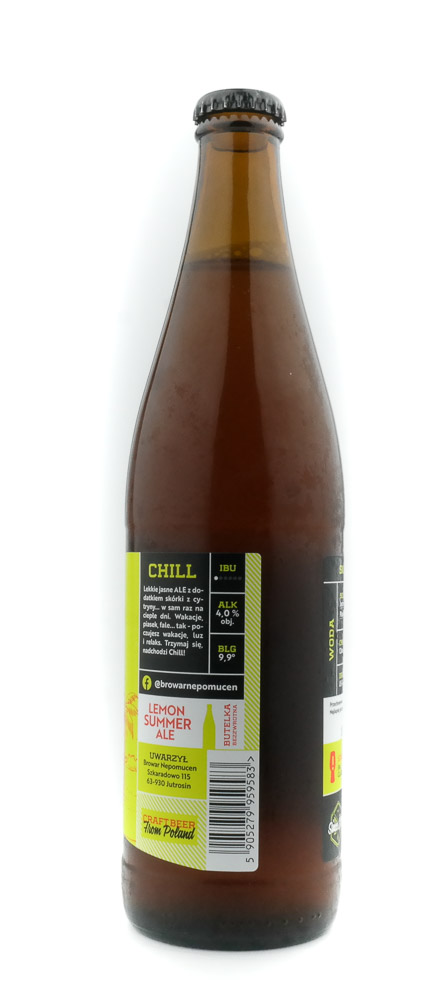 CHILL
Lekkie jasne ALE z do-
datkiem skórki z cy-
tryny... w sam raz na
ciepłe dni. Wakacje,
piasek, fale... tak - po-
czujesz wakacje, luz
i relaks. Trzymaj się,
nadchodzi Chill!
IBU
ALK
4,0 %
obj.
BLG
9,9°
@browarnepomucen
LEMON
SUMMER
ALE
BUTELKA
BEZZWROTNA
UWARZYŁ
Browar Nepomucen
Szkaradowo 115
63-930 Jutrosin
CRAFT BEER
From Poland
5 905279 959583 >
WODA